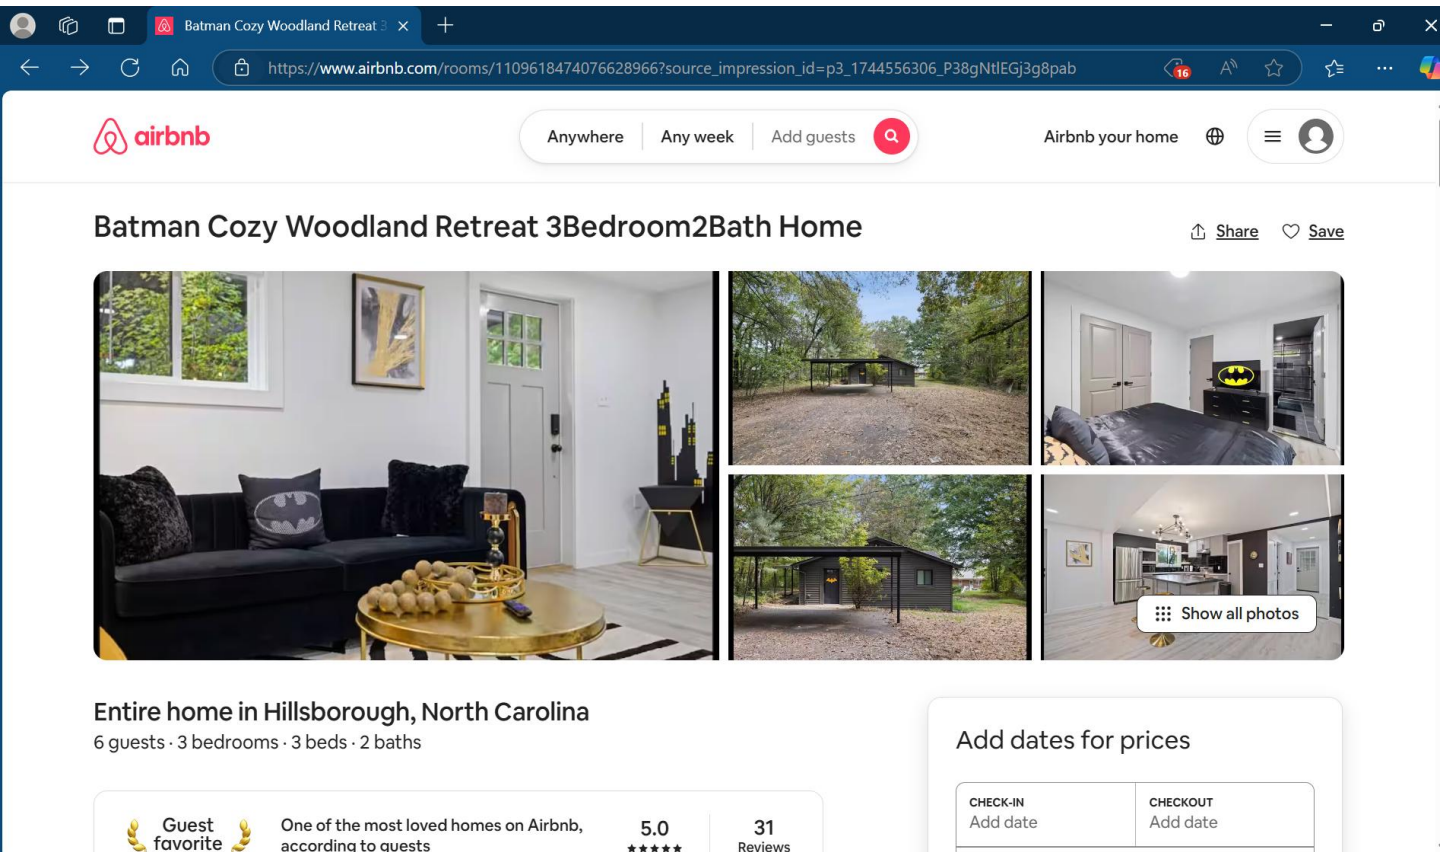 Batman Cozy Woodland Retreat 3
https://www.airbnb.com/rooms/1109618474076628966?source_impression_id=p3_1744556306_P38gNtlEGj3g8pab
16
airbnb
Anywhere
Any week
Add guests
Airbnb your home
Batman Cozy Woodland Retreat 3Bedroom2Bath Home
Share
Save
Show all photos
Entire home in Hillsborough, North Carolina
6 guests · 3 bedrooms · 3 beds · 2 baths
Add dates for prices
CHECK-IN
Add date
CHECKOUT
Add date
Guest
favorite
One of the most loved homes on Airbnb,
according to guests
5.0
31
Reviews